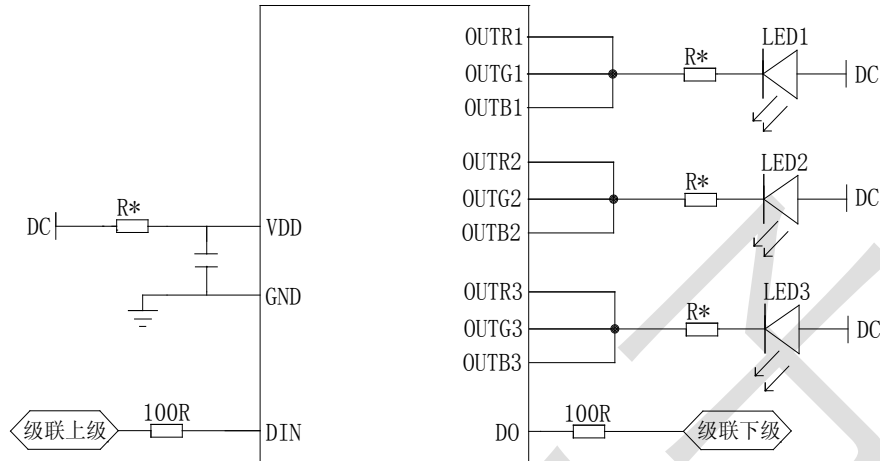 OUTR1
OUTG1
OUTB1
R*
LED1
DC
OUTR2
OUTG2
OUTB2
R*
LED2
DC
DC
R*
VDD
GND
OUTR3
OUTG3
OUTB3
R*
LED3
DC
级联上级
100R
DIN
DO
100R
级联下级